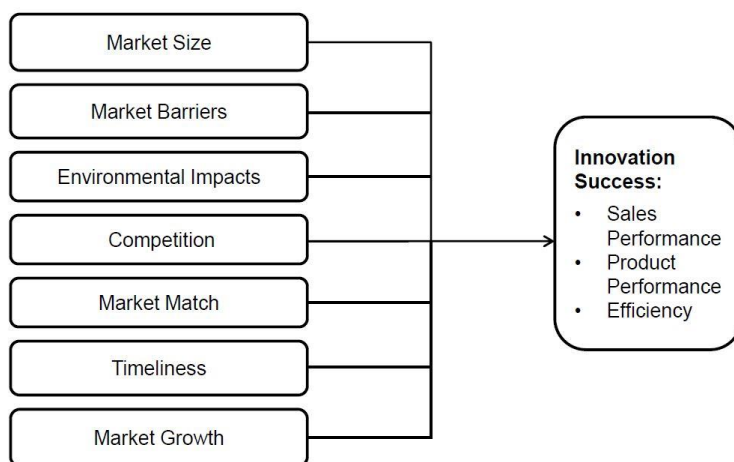 Market Size
Market Barriers
Environmental Impacts
Competition
Market Match
Timeliness
Market Growth
Innovation
Success:
• Sales
Performance
• Product
Performance
• Efficiency